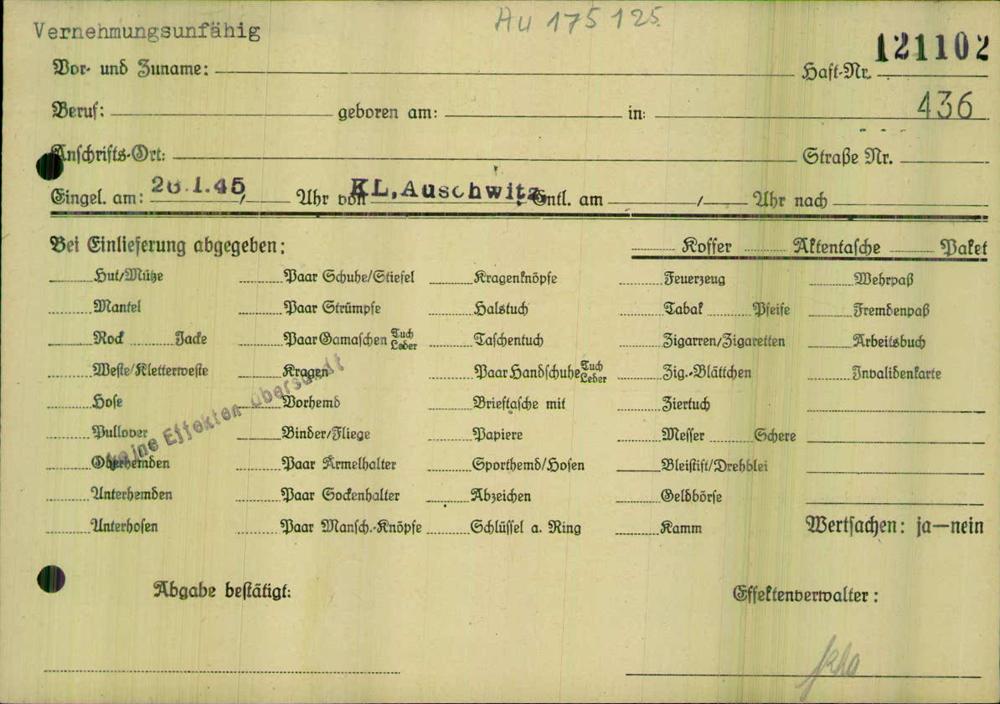 Au 175 125
Vernehmungsunfähig
121102
Vor- und Zuname: Haft-Nr.
436
Beruf: geboren am: in:
Anschrifts-Ort: Straße Nr.
Eingel. am: 26.1.45 / Uhr von KL, Auschwitz, Entl. am / Uhr nach
Bei Einlieferung abgegeben: Koffer Aktentasche Paket
Hut/Mütze Paar Schuhe/Stiefel Kragenknöpfe Feuerzeug Wehrpaß
Mantel Paar Strümpfe Halstuch Tabak Pfeife Fremdenpaß
Rock Jacke Paar Gamaschen Tuch Leder Taschentuch Zigarren/Zigaretten Arbeitsbuch
Weste/Kletterweste Kragen Paar Handschuhe Tuch Leder Zig.-Blättchen Invalidenkarte
Hose Vorhemd Brieftasche mit Ziertuch
Pullover Binder/Fliege Papiere Messer Schere
Oberhemden Paar Ärmelhalter Sporthemd/Hosen Bleistift/Drehblei
Unterhemden Paar Sockenhalter Abzeichen Geldbörse
Unterhosen Paar Mansch.-Knöpfe Schlüssel a. Ring Kamm Wertsachen: ja—nein
keine Effekten übersandt
Abgabe bestätigt: Effektenverwalter: